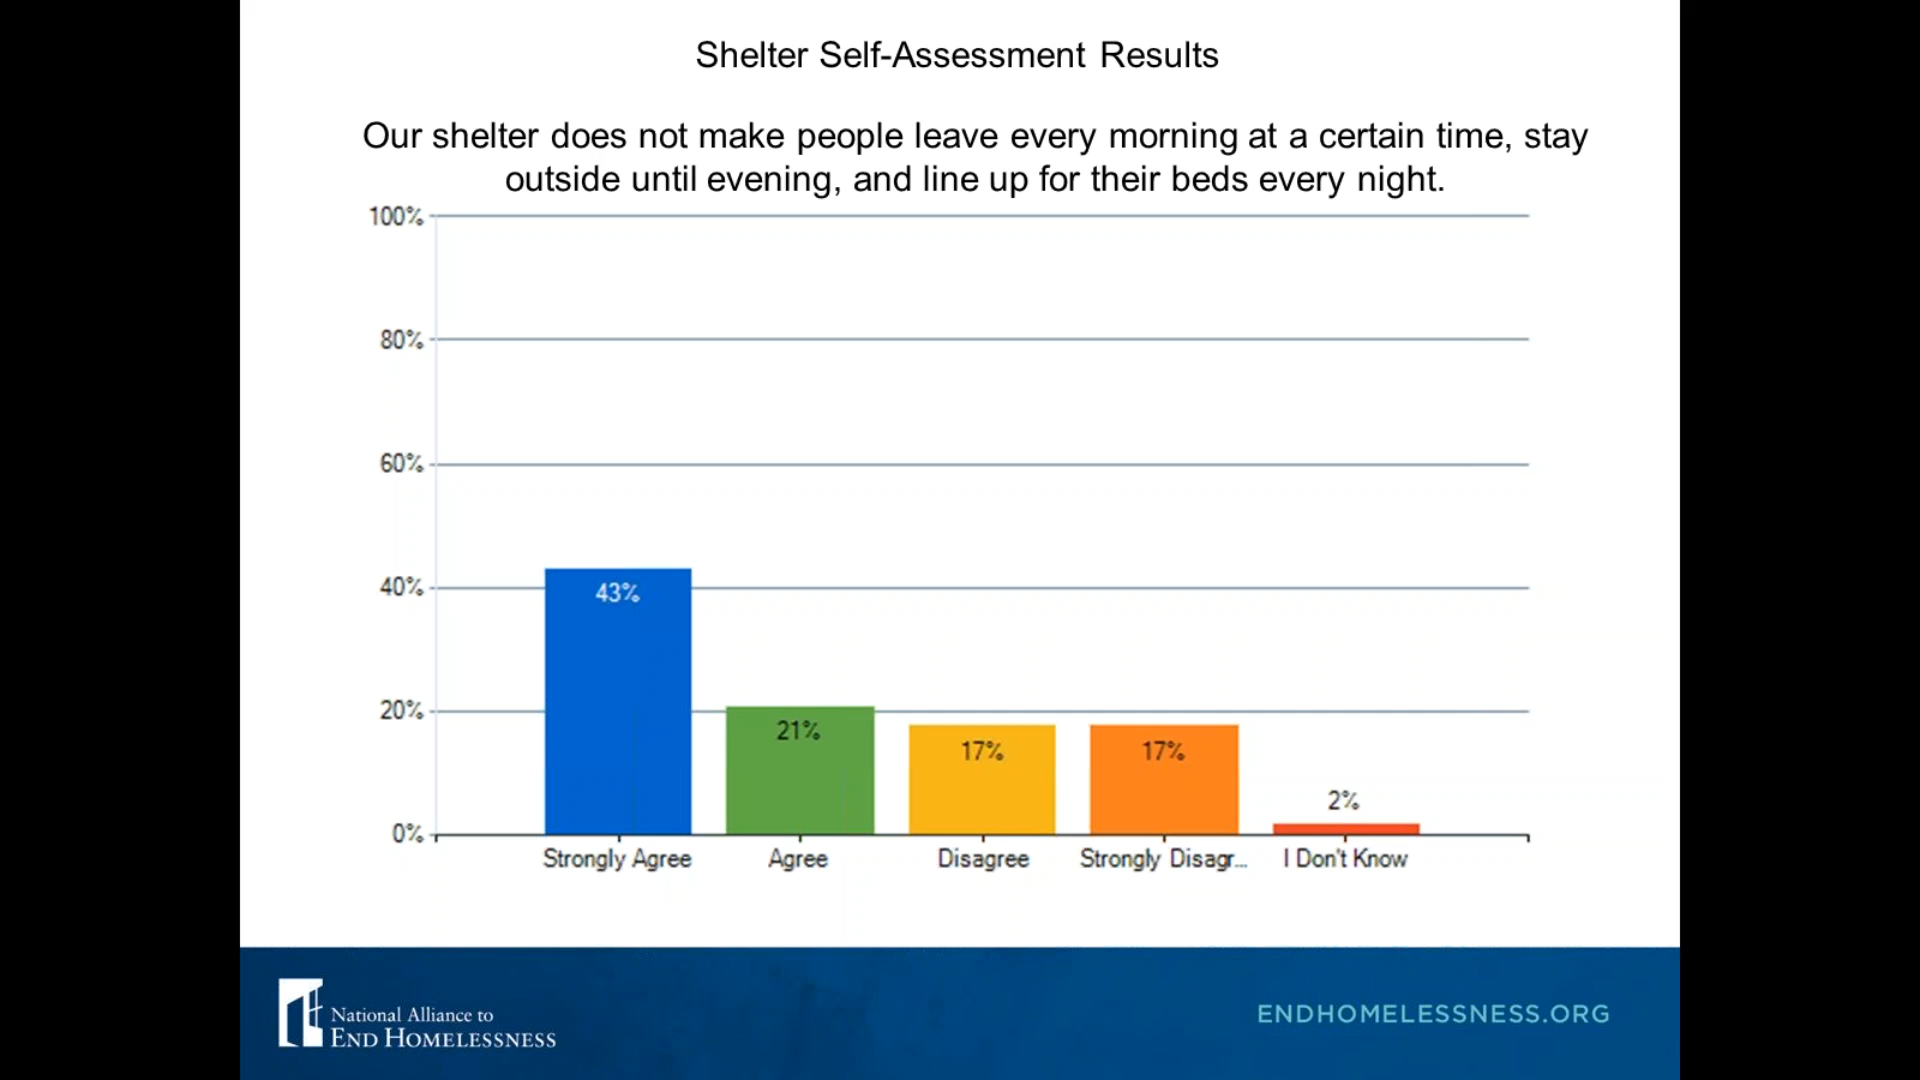 Shelter Self-Assessment Results
Our shelter does not make people leave every morning at a certain time, stay
outside until evening, and line up for their beds every night.
100%
80%
60%
40%
20%
0%
43%
21%
17%
17%
2%
Strongly Agree
Agree
Disagree
Strongly Disagr...
I Don't Know
National Alliance to
END HOMELESSNESS
ENDHOMELESSNESS.ORG